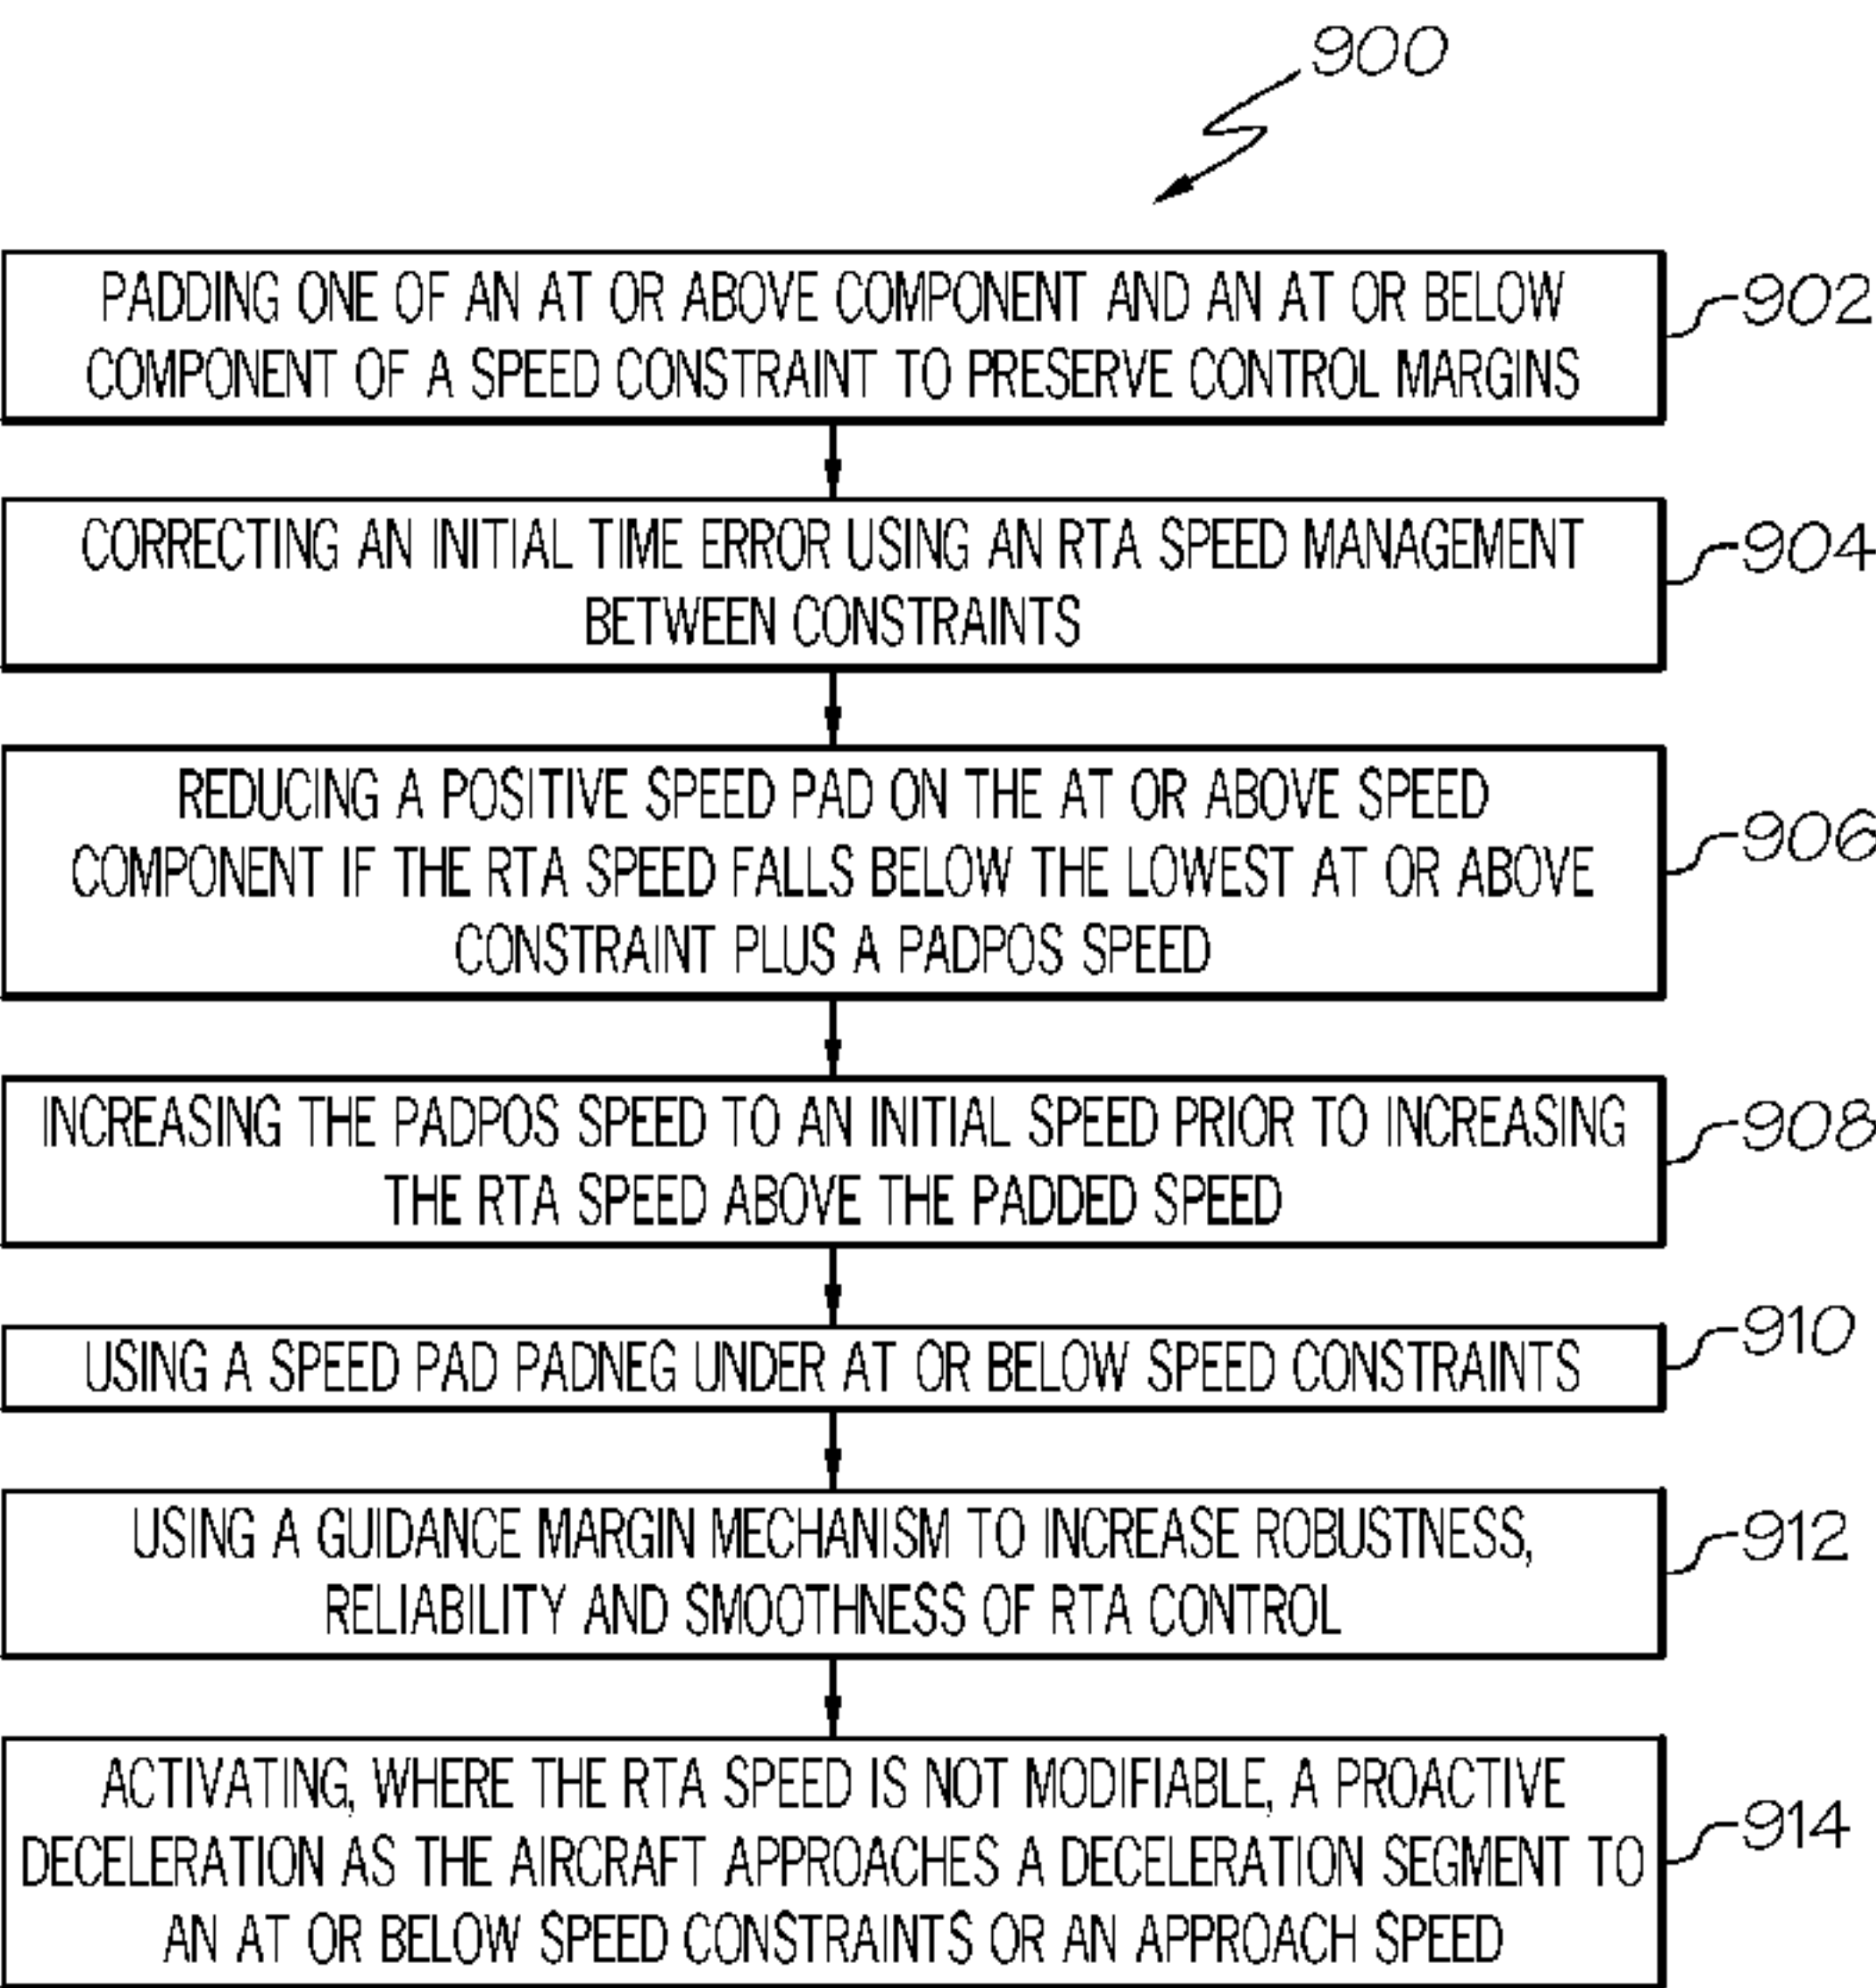 900
PADDING ONE OF AN AT OR ABOVE COMPONENT AND AN AT OR BELOW
COMPONENT OF A SPEED CONSTRAINT TO PRESERVE CONTROL MARGINS
902
CORRECTING AN INITIAL TIME ERROR USING AN RTA SPEED MANAGEMENT
BETWEEN CONSTRAINTS
904
REDUCING A POSITIVE SPEED PAD ON THE AT OR ABOVE SPEED
COMPONENT IF THE RTA SPEED FALLS BELOW THE LOWEST AT OR ABOVE
CONSTRAINT PLUS A PADPOS SPEED
906
INCREASING THE PADPOS SPEED TO AN INITIAL SPEED PRIOR TO INCREASING
THE RTA SPEED ABOVE THE PADDED SPEED
908
USING A SPEED PAD PADNEG UNDER AT OR BELOW SPEED CONSTRAINTS
910
USING A GUIDANCE MARGIN MECHANISM TO INCREASE ROBUSTNESS,
RELIABILITY AND SMOOTHNESS OF RTA CONTROL
912
ACTIVATING, WHERE THE RTA SPEED IS NOT MODIFIABLE, A PROACTIVE
DECELERATION AS THE AIRCRAFT APPROACHES A DECELERATION SEGMENT TO
AN AT OR BELOW SPEED CONSTRAINTS OR AN APPROACH SPEED
914